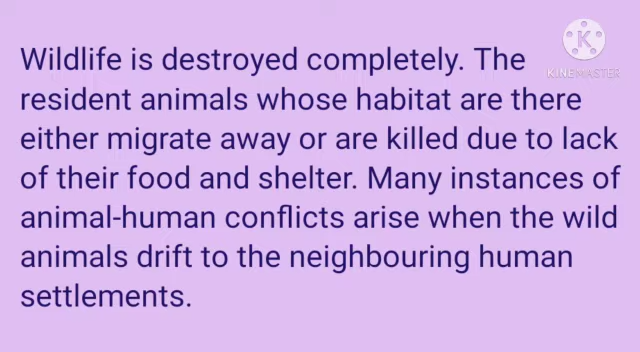 Wildlife is destroyed completely. The
resident animals whose habitat are there
either migrate away or are killed due to lack
of their food and shelter. Many instances of
animal-human conflicts arise when the wild
animals drift to the neighbouring human
settlements.
K
KINEMASTER